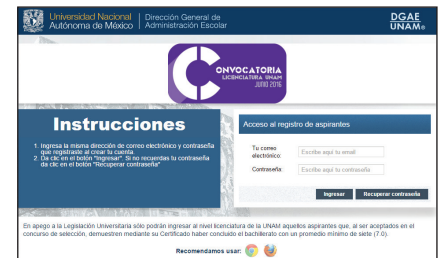 Universidad Nacional
Autónoma de México
Dirección General de
Administración Escolar
DGAE
UNAM®
CONVOCATORIA
LICENCIATURA UNAM
JUNIO 2016
Instrucciones
1. Ingresa la misma dirección de correo electrónico y contraseña
que registraste al crear tu cuenta.
2. Da clic en el botón "Ingresar". Si no recuerdas tu contraseña
da clic en el botón "Recuperar contraseña"
Acceso al registro de aspirantes
Tu correo
electrónico:
Escribe aquí tu email
Contraseña:
Escribe aquí tu contraseña
Ingresar
Recuperar contraseña
En apego a la Legislación Universitaria sólo podrán ingresar al nivel licenciatura de la UNAM aquellos aspirantes que, al ser aceptados en el
concurso de selección, demuestren mediante su Certificado haber concluido el bachillerato con un promedio mínimo de siete (7.0).
Recomendamos usar: